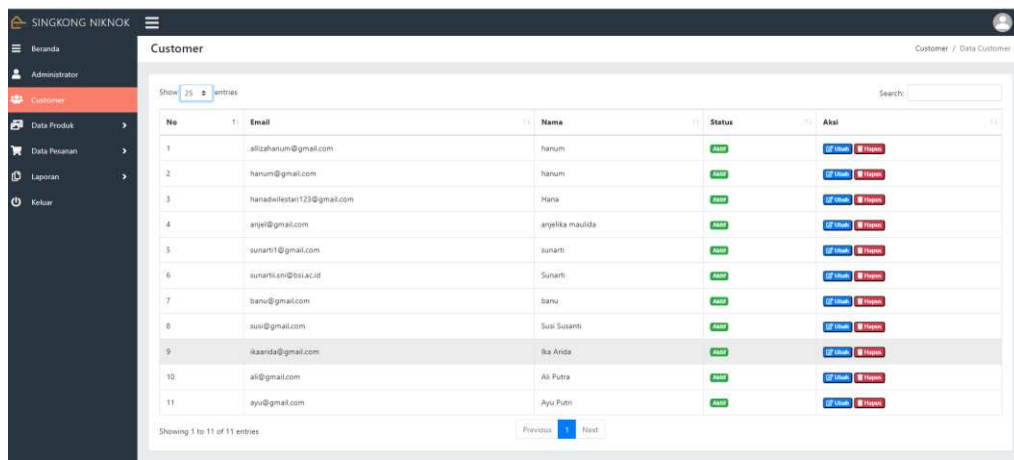 SINGKONG NIKNOK
Beranda
Administrator
Customer
Data Produk
Data Pesanan
Laporan
Keluar
Customer
Customer / Data Customer
Show 25 entries
Search:
No Email Nama Status Aksi
1 allizahanum@gmail.com hanum Aktif Ubah Hapus
2 hanum@gmail.com hanum Aktif Ubah Hapus
3 hanadwilestari123@gmail.com Hana Aktif Ubah Hapus
4 anjel@gmail.com anjelika maulida Aktif Ubah Hapus
5 sunarti1@gmail.com sunarti Aktif Ubah Hapus
6 sunartii.sni@bsi.ac.id Sunarti Aktif Ubah Hapus
7 banu@gmail.com banu Aktif Ubah Hapus
8 susi@gmail.com Susi Susanti Aktif Ubah Hapus
9 ikaarida@gmail.com Ika Arida Aktif Ubah Hapus
10 ali@gmail.com Ali Putra Aktif Ubah Hapus
11 ayu@gmail.com Ayu Putri Aktif Ubah Hapus
Showing 1 to 11 of 11 entries
Previous 1 Next